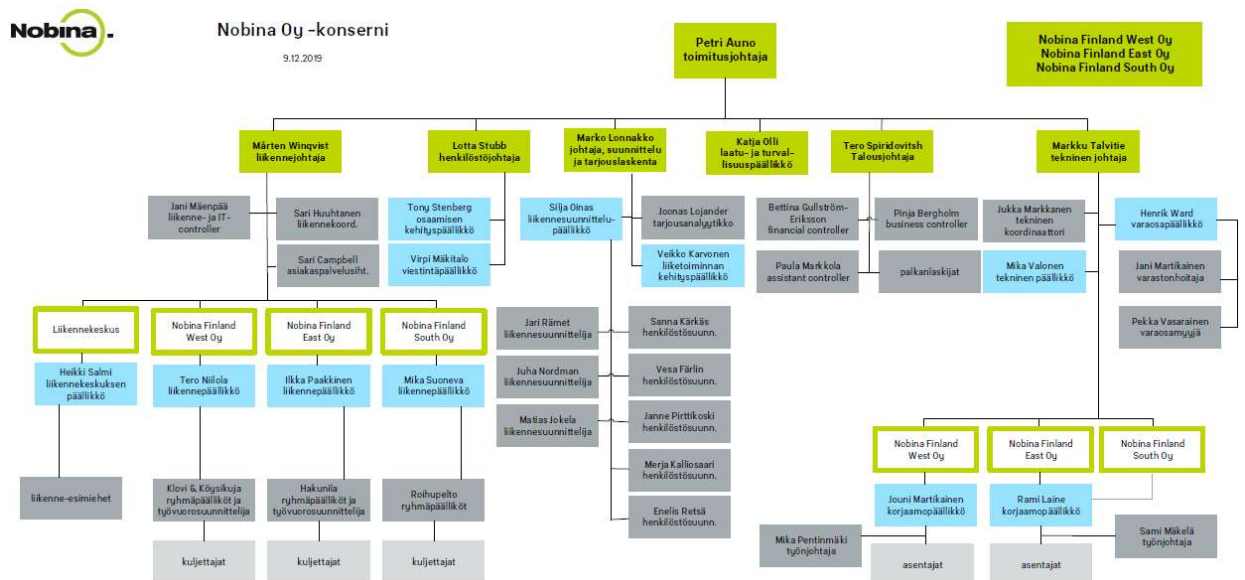 Nobina.
Nobina Oy -konserni
9.12.2019
Petri Auno
toimitusjohtaja
Nobina Finland West Oy
Nobina Finland East Oy
Nobina Finland South Oy
Mårten Winqvist
liikennejohtaja
Lotta Stubb
henkilöstöjohtaja
Marko Lonnakko
johtaja, suunnittelu
ja tarjouslaskenta
Katja Olli
laatu- ja turval-
lisuuspäällikkö
Tero Spiridovitsh
Talousjohtaja
Markku Talvitie
tekninen johtaja
Jani Mäenpää
liikenne- ja IT-
controller
Sari Huuhtanen
liikennekoord.
Sari Campbell
asiakaspalvelusiht.
Tony Stenberg
osaamisen
kehityspäällikkö
Virpi Mäkitalo
viestintäpäällikkö
Silja Oinas
liikennesuunnittelu-
päällikkö
Joonas Lojander
tarjousanalyytikko
Veikko Karvonen
liiketoiminnan
kehityspäällikkö
Bettina Gullström-
Eriksson
financial controller
Pinja Bergholm
business controller
Paula Markkola
assistant controller
palkanlaskijat
Jukka Markkanen
tekninen
koordinaattori
Mika Valonen
tekninen päällikkö
Henrik Ward
varaosapäällikkö
Jani Martikainen
varastonhoitaja
Pekka Vasarainen
varaosamyyjä
Liikennekeskus
Nobina Finland
West Oy
Nobina Finland
East Oy
Nobina Finland
South Oy
Heikki Salmi
liikennekeskuksen
päällikkö
Tero Niilola
liikennepäällikkö
Ilkka Paakkinen
liikennepäällikkö
Mika Suoneva
liikennepäällikkö
liikenne-esimiehet
Klovi & Köysikuja
ryhmäpäälliköt ja
työvuorosuunnittelija
Hakunila
ryhmäpäälliköt ja
työvuorosuunnittelija
Roihupelto
ryhmäpäälliköt
kuljettajat
kuljettajat
kuljettajat
Jari Rämet
liikennesuunnittelija
Sanna Kärkäs
henkilöstösuunn.
Juha Nordman
liikennesuunnittelija
Vesa Färlin
henkilöstösuunn.
Matias Jokela
liikennesuunnittelija
Janne Pirttikoski
henkilöstösuunn.
Merja Kalliosaari
henkilöstösuunn.
Enelis Retsä
henkilöstösuunn.
Nobina Finland
West Oy
Nobina Finland
East Oy
Nobina Finland
South Oy
Jouni Martikainen
korjaamopäällikkö
Rami Laine
korjaamopäällikkö
Mika Pentinmäki
työnjohtaja
Sami Mäkelä
työnjohtaja
asentajat
asentajat